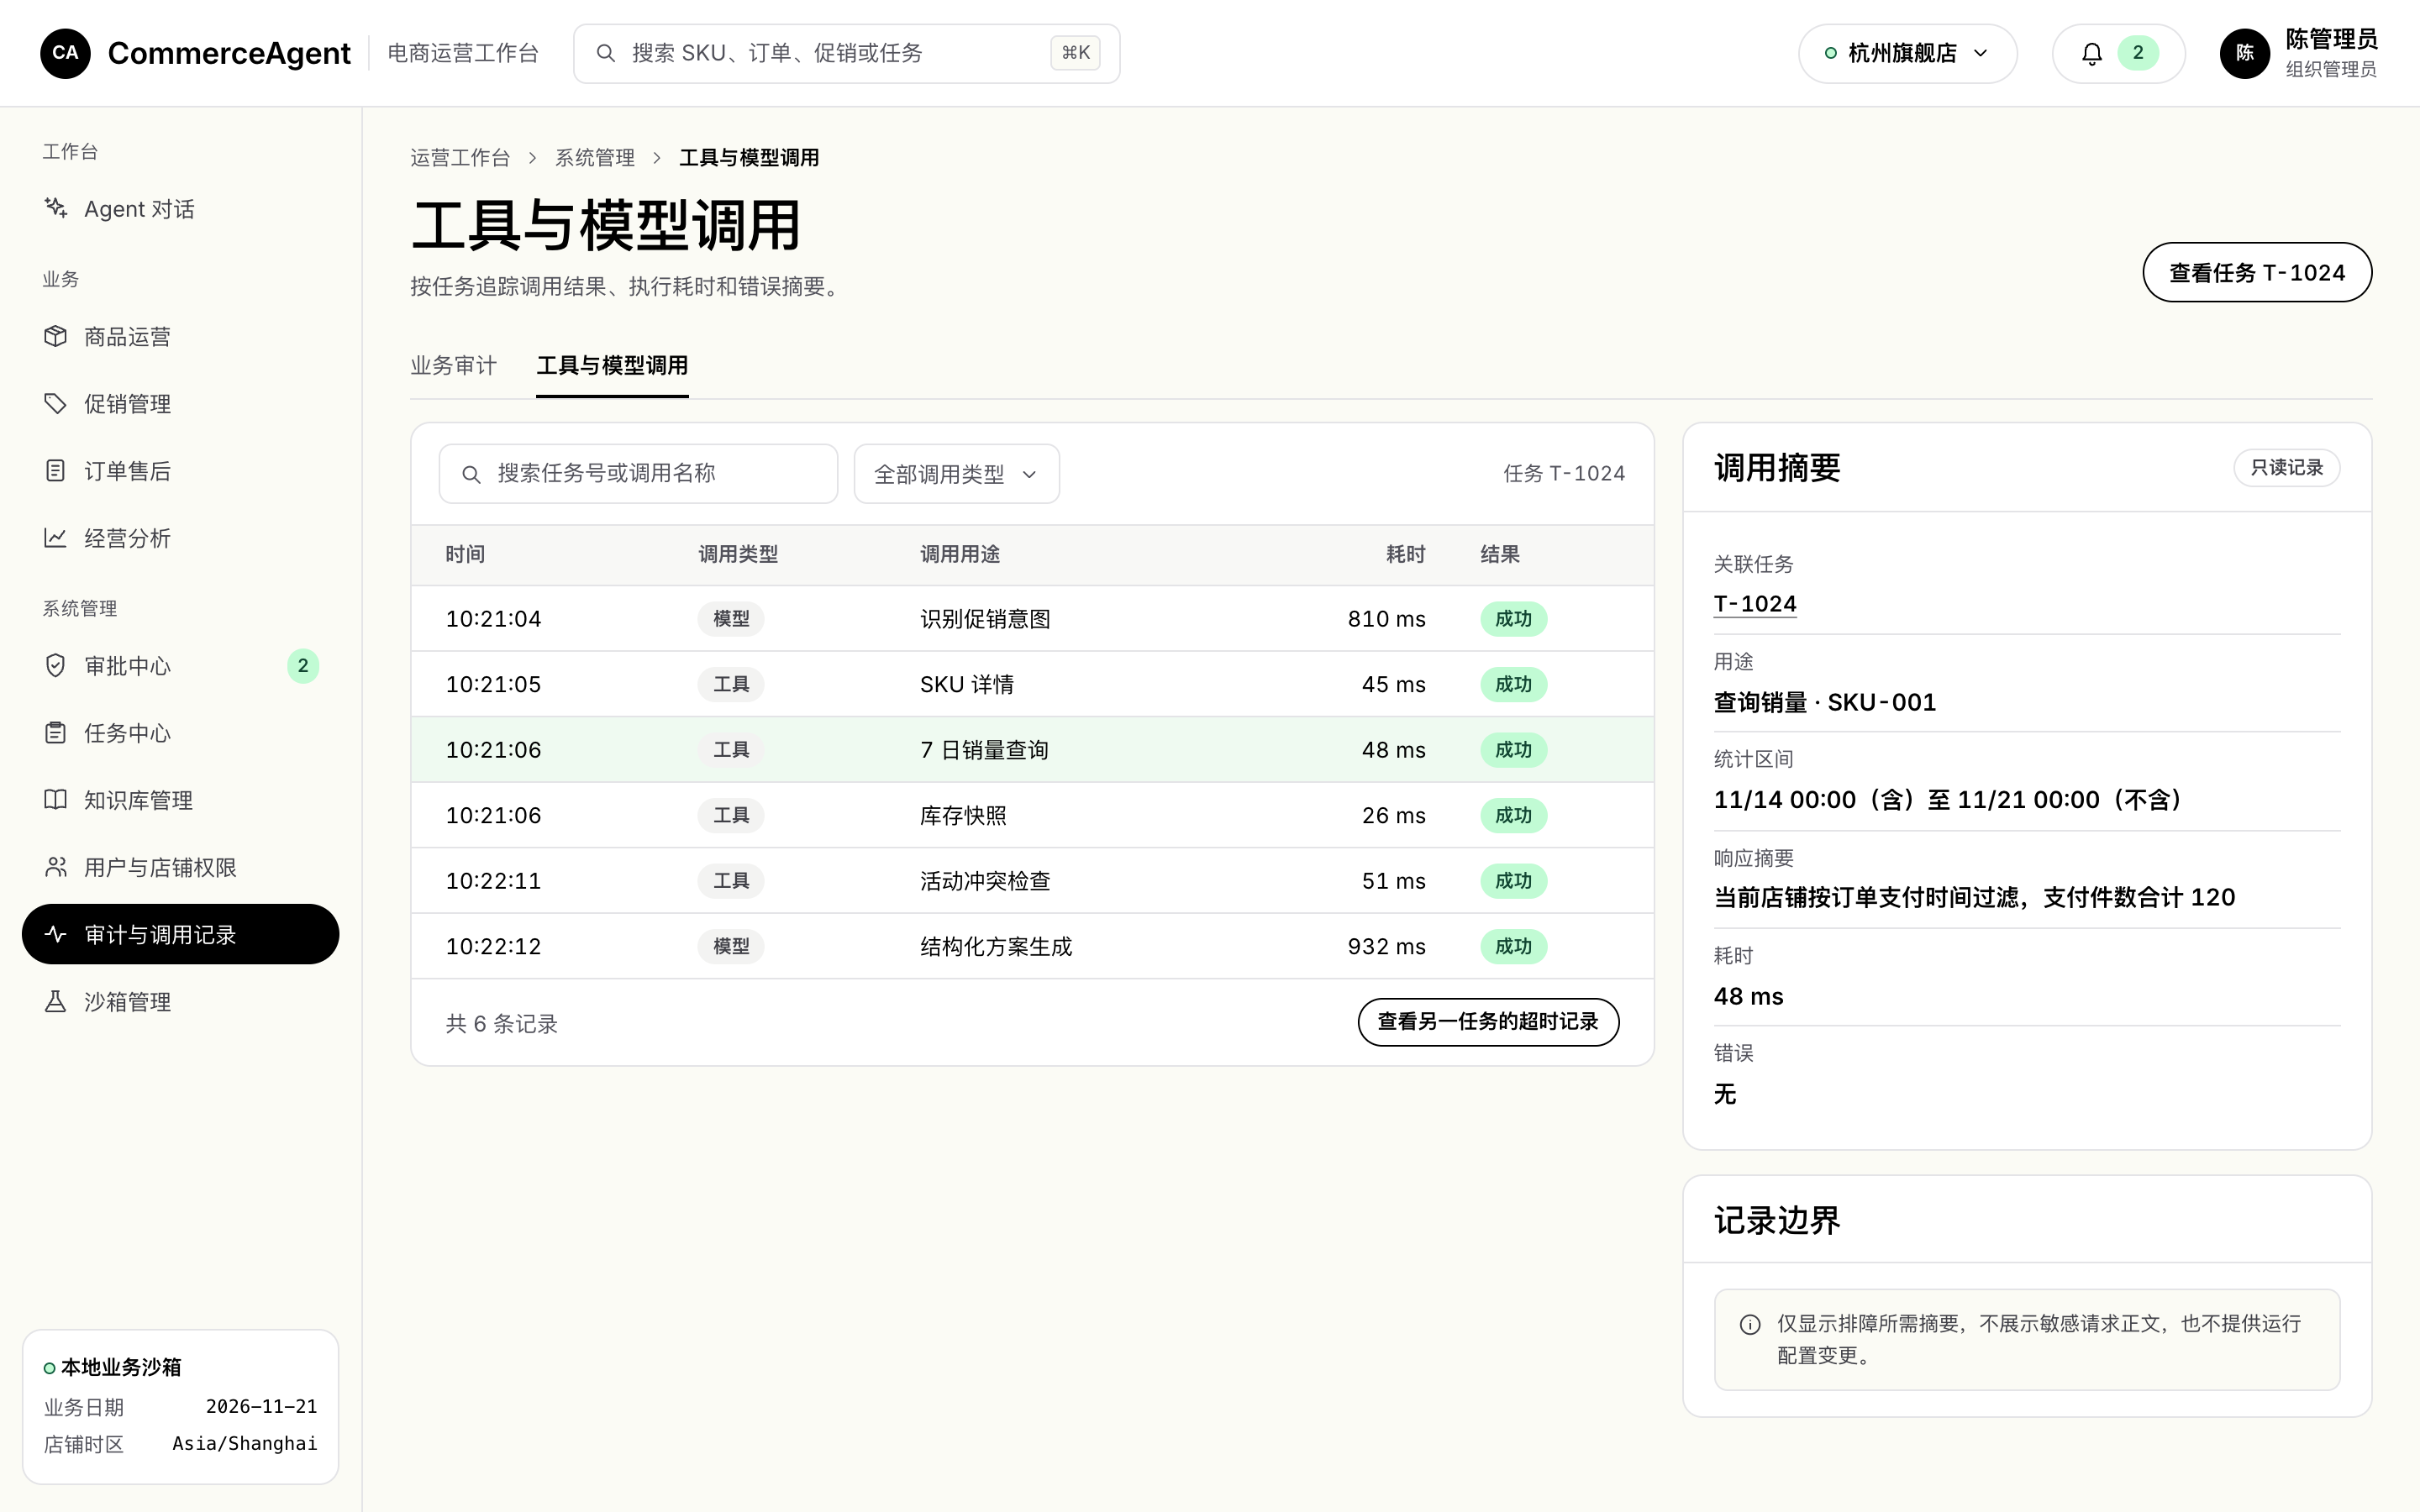 CA CommerceAgent 电商运营工作台 搜索 SKU、订单、促销或任务 ⌘K 杭州旗舰店 2 陈 陈管理员
组织管理员
工作台
Agent 对话
业务
商品运营
促销管理
订单售后
经营分析
系统管理
审批中心 2
任务中心
知识库管理
用户与店铺权限
审计与调用记录
沙箱管理
本地业务沙箱
业务日期 2026-11-21
店铺时区 Asia/Shanghai
运营工作台 > 系统管理 > 工具与模型调用
工具与模型调用
按任务追踪调用结果、执行耗时和错误摘要。
查看任务 T-1024
业务审计 工具与模型调用
搜索任务号或调用名称 全部调用类型 任务 T-1024
时间 调用类型 调用用途 耗时 结果
10:21:04 模型 识别促销意图 810 ms 成功
10:21:05 工具 SKU 详情 45 ms 成功
10:21:06 工具 7 日销量查询 48 ms 成功
10:21:06 工具 库存快照 26 ms 成功
10:22:11 工具 活动冲突检查 51 ms 成功
10:22:12 模型 结构化方案生成 932 ms 成功
共 6 条记录 查看另一任务的超时记录
调用摘要 只读记录
关联任务
T-1024
用途
查询销量 · SKU-001
统计区间
11/14 00:00（含）至 11/21 00:00（不含）
响应摘要
当前店铺按订单支付时间过滤，支付件数合计 120
耗时
48 ms
错误
无
记录边界
仅显示排障所需摘要，不展示敏感请求正文，也不提供运行
配置变更。